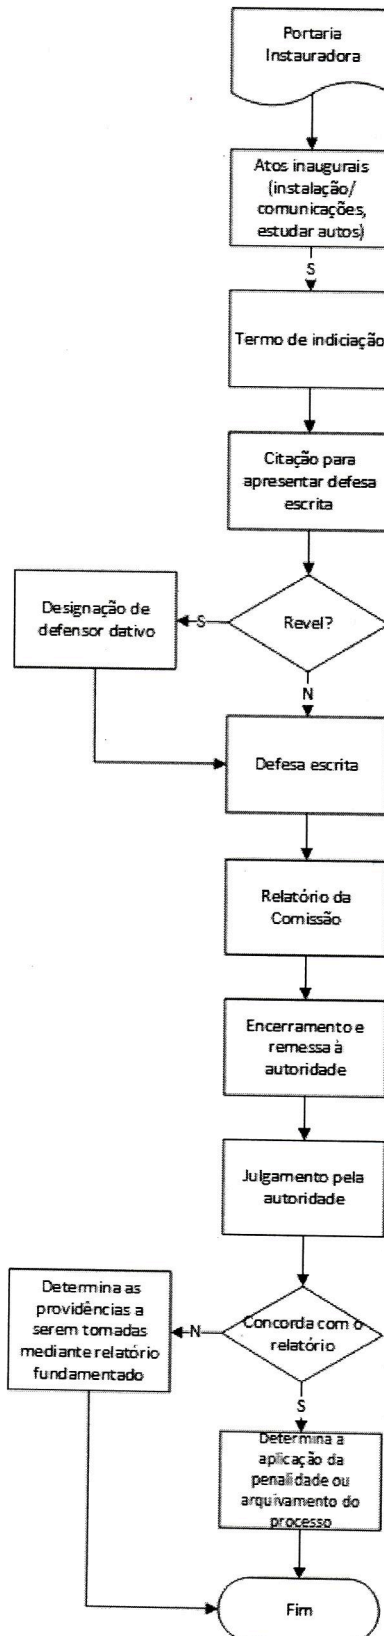 Portaria
Instauradora
Atos inaugurais
(instalação/
comunicações,
estudar autos)
S
Termo de indiciação
Citação para
apresentar defesa
escrita
Designação de
defensor dativo
S
Revel?
N
Defesa escrita
Relatório da
Comissão
Encerramento e
remessa à
autoridade
Julgamento pela
autoridade
Determina as
providências a
serem tomadas
mediante relatório
fundamentado
N
Concorda com o
relatório
S
Determina a
aplicação da
penalidade ou
arquivamento do
processo
Fim